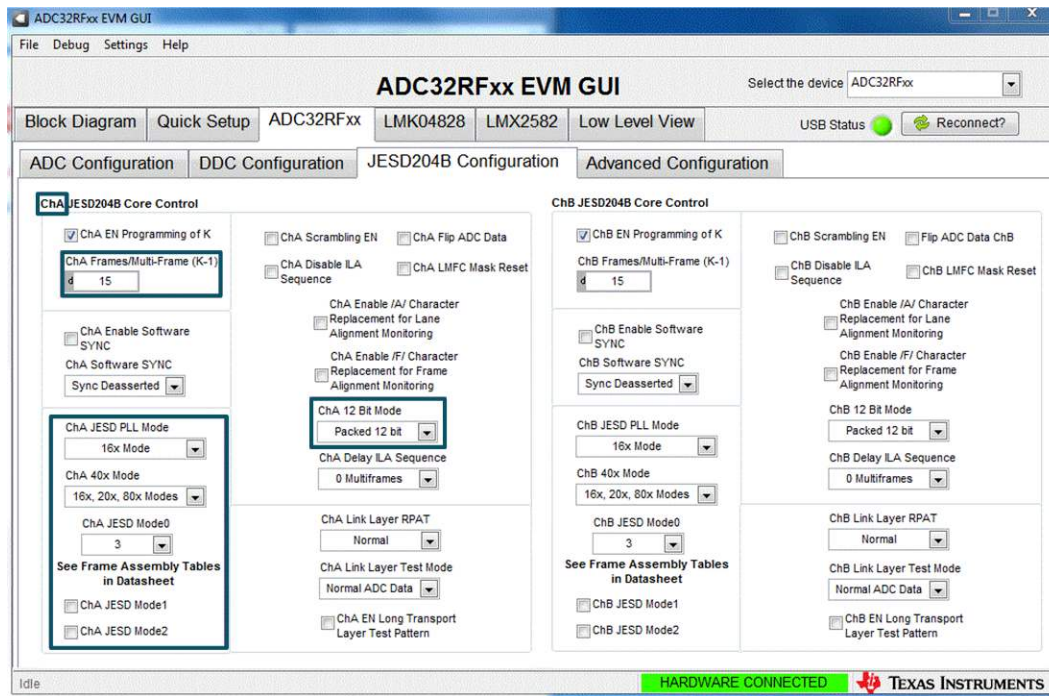 ADC32RFxx EVM GUI
File Debug Settings Help
ADC32RFxx EVM GUI
Select the device ADC32RFxx
Block Diagram Quick Setup ADC32RFxx LMK04828 LMX2582 Low Level View USB Status Reconnect?
ADC Configuration DDC Configuration JESD204B Configuration Advanced Configuration
ChA JESD204B Core Control
ChA EN Programming of K
ChA Frames/Multi-Frame (K-1)
d 15
ChA Enable Software
SYNC
ChA Software SYNC
Sync Deasserted
ChA JESD PLL Mode
16x Mode
ChA 40x Mode
16x, 20x, 80x Modes
ChA JESD Mode0
3
See Frame Assembly Tables
in Datasheet
ChA JESD Mode1
ChA JESD Mode2
ChA Scrambling EN ChA Flip ADC Data
ChA Disable ILA
Sequence
ChA LMFC Mask Reset
ChA Enable /A/ Character
Replacement for Lane
Alignment Monitoring
ChA Enable /F/ Character
Replacement for Frame
Alignment Monitoring
ChA 12 Bit Mode
Packed 12 bit
ChA Delay ILA Sequence
0 Multiframes
ChA Link Layer RPAT
Normal
ChA Link Layer Test Mode
Normal ADC Data
ChA EN Long Transport
Layer Test Pattern
ChB JESD204B Core Control
ChB EN Programming of K
ChB Frames/Multi-Frame (K-1)
d 15
ChB Enable Software
SYNC
ChB Software SYNC
Sync Deasserted
ChB JESD PLL Mode
16x Mode
ChB 40x Mode
16x, 20x, 80x Modes
ChB JESD Mode0
3
See Frame Assembly Tables
in Datasheet
ChB JESD Mode1
ChB JESD Mode2
ChB Scrambling EN Flip ADC Data ChB
ChB Disable ILA
Sequence
ChB LMFC Mask Reset
ChB Enable /A/ Character
Replacement for Lane
Alignment Monitoring
ChB Enable /F/ Character
Replacement for Frame
Alignment Monitoring
ChB 12 Bit Mode
Packed 12 bit
ChB Delay ILA Sequence
0 Multiframes
ChB Link Layer RPAT
Normal
ChB Link Layer Test Mode
Normal ADC Data
ChB EN Long Transport
Layer Test Pattern
Idle HARDWARE CONNECTED TEXAS INSTRUMENTS